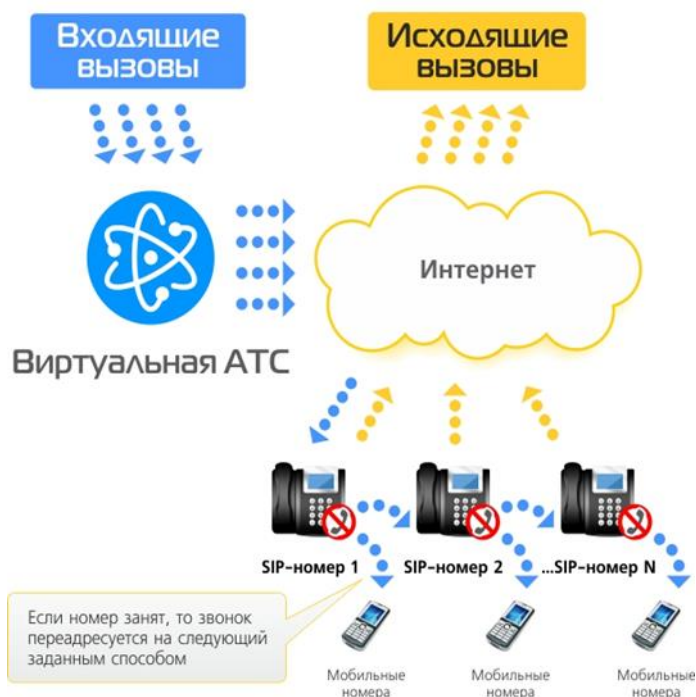 Входящие
вызовы
Исходящие
вызовы
Интернет
Виртуальная АТС
SIP-номер 1
SIP-номер 2
...SIP-номер N
Если номер занят, то звонок
переадресуется на следующий
заданным способом
Мобильные
номера
Мобильные
номера
Мобильные
номера